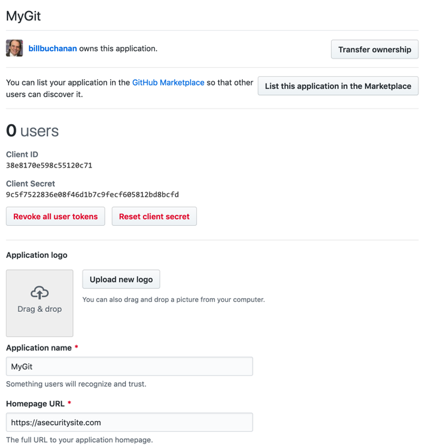 MyGit
billbuchanan owns this application.
Transfer ownership
You can list your application in the GitHub Marketplace so that other
users can discover it.
List this application in the Marketplace
0 users
Client ID
38e8170e598c55120c71
Client Secret
9c5f7522836e08f46d1b7c9fecf605812bd8bcfd
Revoke all user tokens
Reset client secret
Application logo
Drag & drop
Upload new logo
You can also drag and drop a picture from your computer.
Application name *
MyGit
Something users will recognize and trust.
Homepage URL *
https://asecuritysite.com
The full URL to your application homepage.